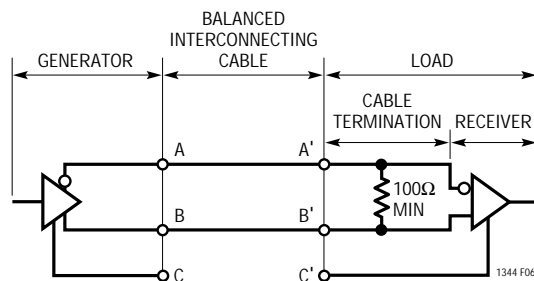 BALANCED
INTERCONNECTING
CABLE
GENERATOR
LOAD
CABLE
TERMINATION
RECEIVER
A
A'
100Ω
MIN
B
B'
C
C'
1344 F06